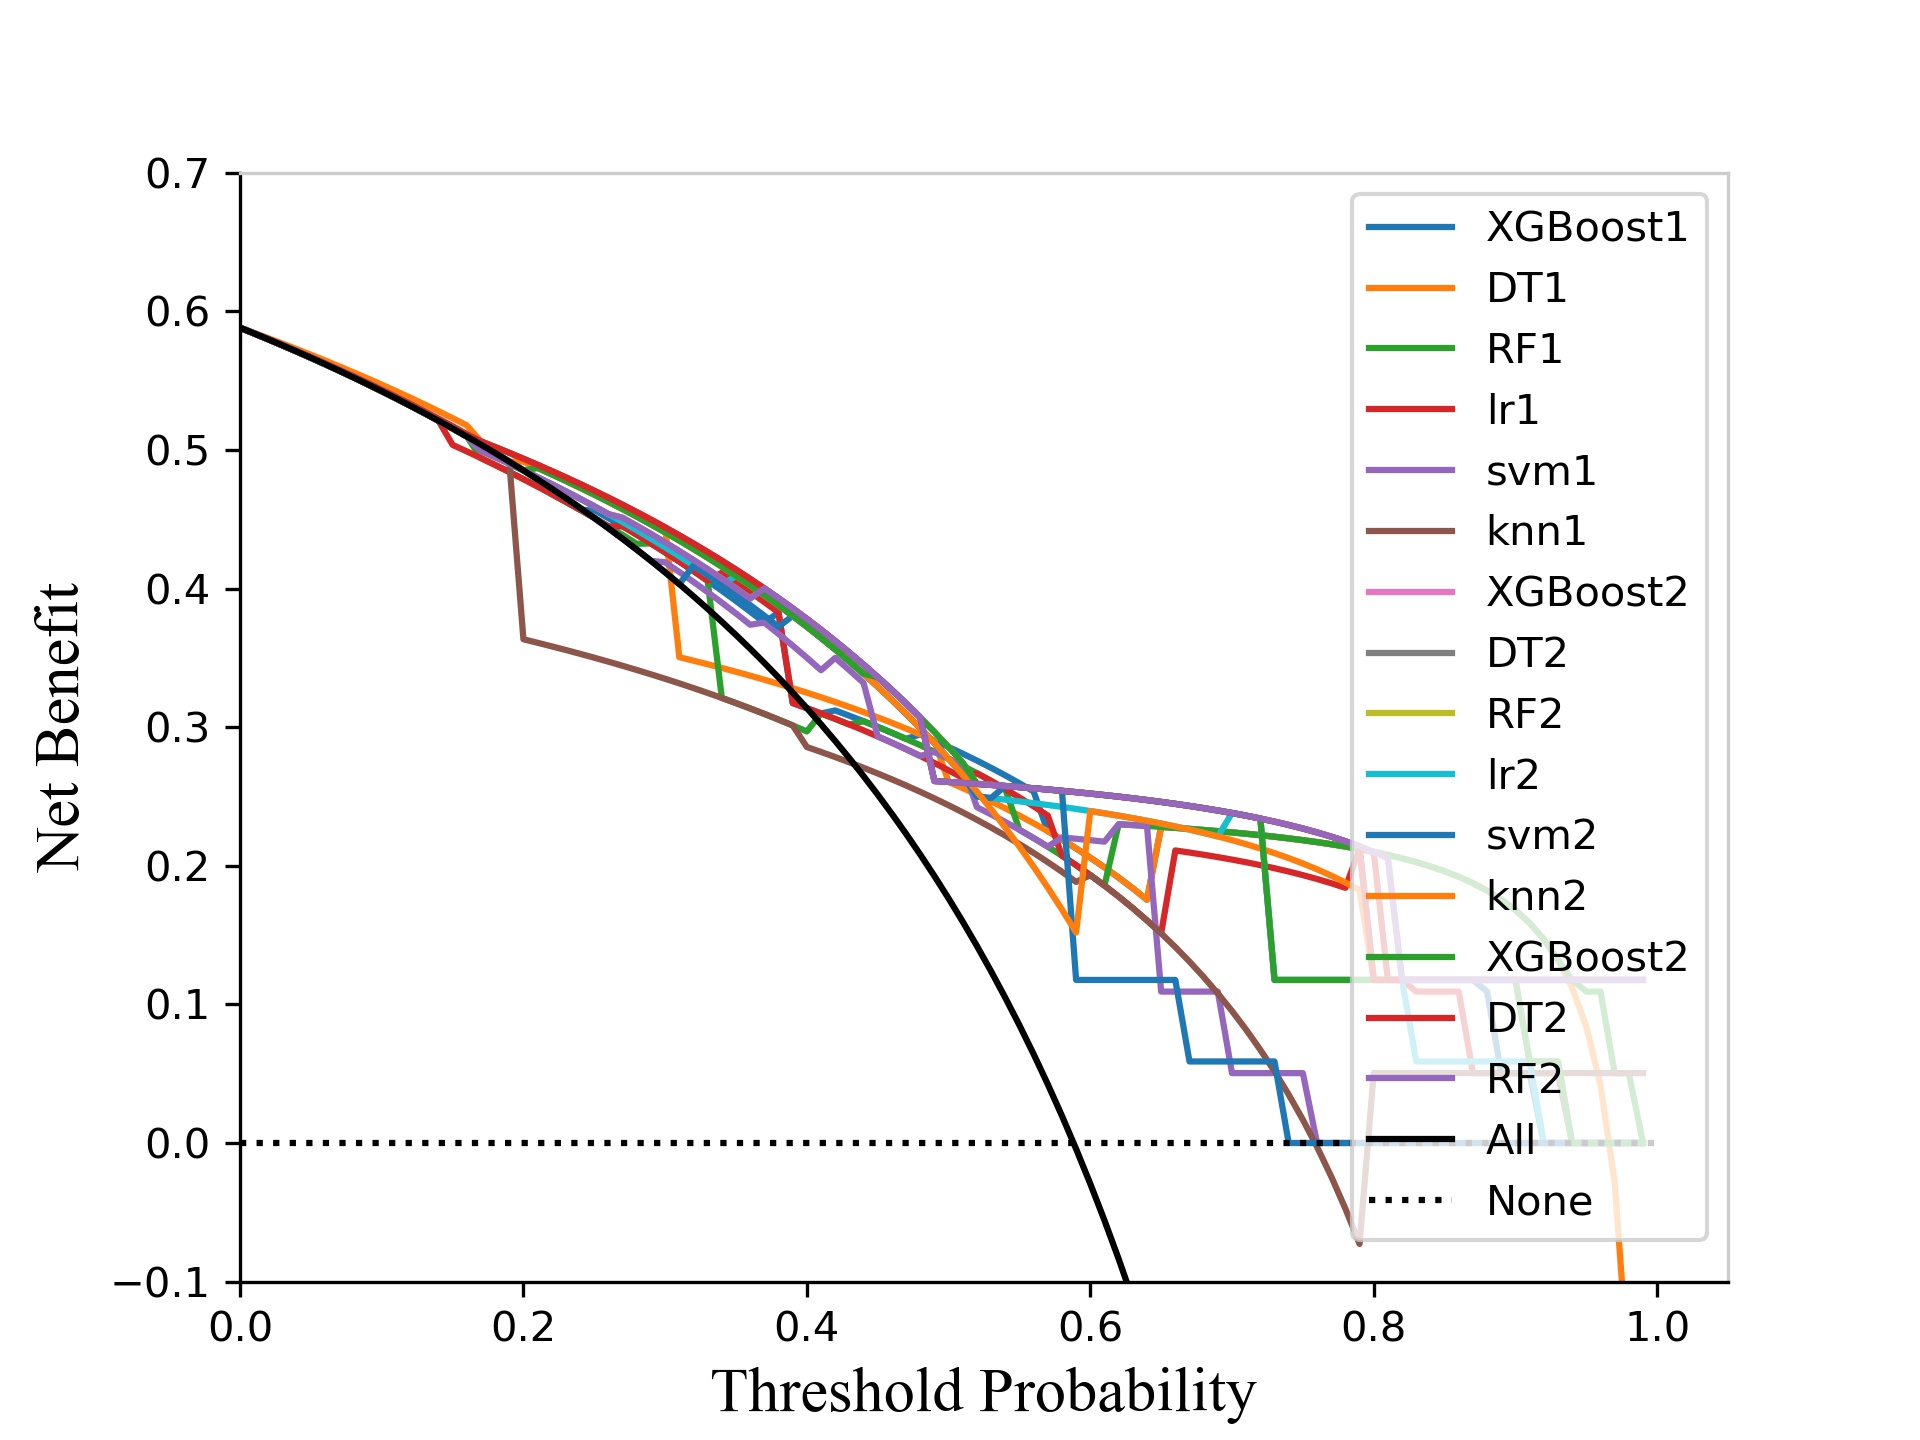 0.7
0.6
0.5
0.4
0.3
0.2
0.1
0.0
−0.1
Net Benefit
0.0 0.2 0.4 0.6 0.8 1.0
Threshold Probability
XGBoost1
DT1
RF1
lr1
svm1
knn1
XGBoost2
DT2
RF2
lr2
svm2
knn2
XGBoost2
DT2
RF2
All
None